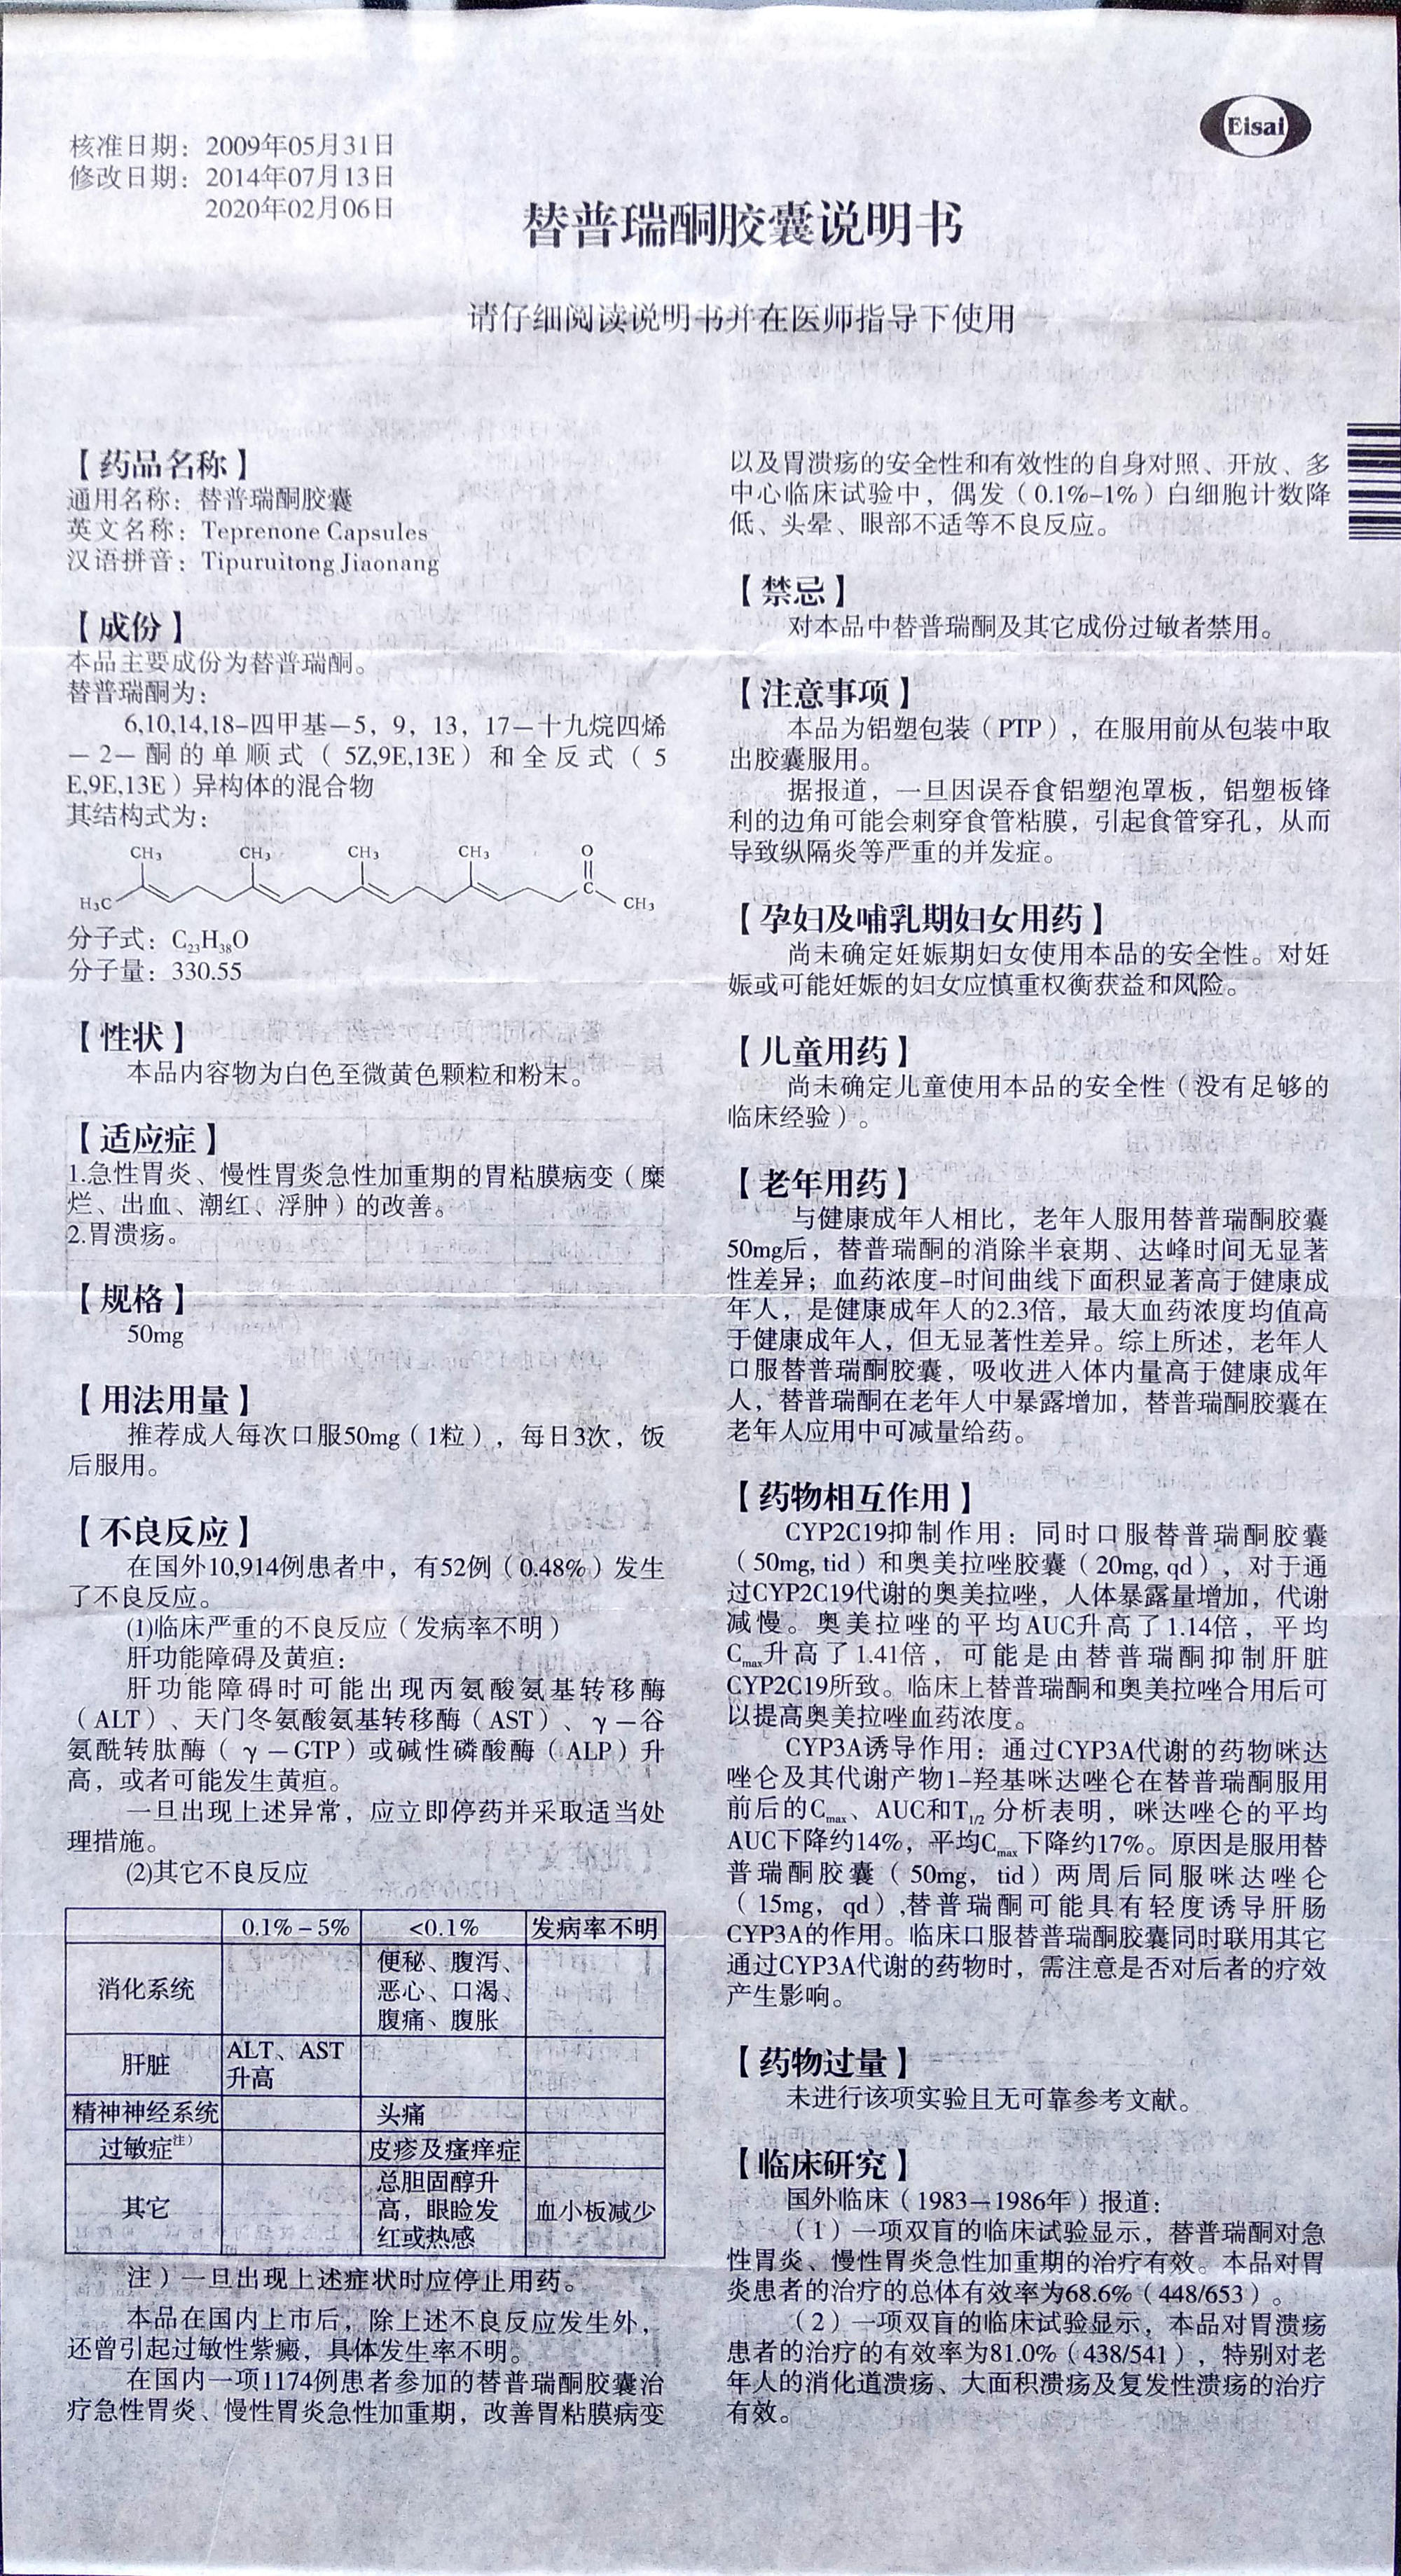 Eisai
核准日期：2009年05月31日
修改日期：2014年07月13日
2020年02月06日
替普瑞酮胶囊说明书
请仔细阅读说明书并在医师指导下使用
【药品名称】
通用名称：替普瑞酮胶囊
英文名称：Teprenone Capsules
汉语拼音：Tipuruitong Jiaonang
【成份】
本品主要成份为替普瑞酮。
替普瑞酮为：
6,10,14,18-四甲基—5，9，13，17—十九烷四烯
—2—酮的单顺式（5Z,9E,13E）和全反式（5
E,9E,13E）异构体的混合物
其结构式为：
CH₃ CH₃ CH₃ CH₃ O
H₃C C CH₃
分子式：C₂₃H₃₈O
分子量：330.55
【性状】
本品内容物为白色至微黄色颗粒和粉末。
【适应症】
1.急性胃炎、慢性胃炎急性加重期的胃粘膜病变（糜
烂、出血、潮红、浮肿）的改善。
2.胃溃疡。
【规格】
50mg
【用法用量】
推荐成人每次口服50mg（1粒），每日3次，饭
后服用。
【不良反应】
在国外10,914例患者中，有52例（0.48%）发生
了不良反应。
(1)临床严重的不良反应（发病率不明）
肝功能障碍及黄疸：
肝功能障碍时可能出现丙氨酸氨基转移酶
（ALT）、天门冬氨酸氨基转移酶（AST）、γ—谷
氨酰转肽酶（γ—GTP）或碱性磷酸酶（ALP）升
高，或者可能发生黄疸。
一旦出现上述异常，应立即停药并采取适当处
理措施。
(2)其它不良反应
0.1%–5% <0.1% 发病率不明
消化系统 便秘、腹泻、
恶心、口渴、
腹痛、腹胀
肝脏 ALT、AST
升高
精神神经系统 头痛
过敏症注） 皮疹及瘙痒症
其它 总胆固醇升
高，眼睑发
红或热感
血小板减少
注）一旦出现上述症状时应停止用药。
本品在国内上市后，除上述不良反应发生外，
还曾引起过敏性紫癜，具体发生率不明。
在国内一项1174例患者参加的替普瑞酮胶囊治
疗急性胃炎、慢性胃炎急性加重期，改善胃粘膜病变
以及胃溃疡的安全性和有效性的自身对照、开放、多
中心临床试验中，偶发（0.1%-1%）白细胞计数降
低、头晕、眼部不适等不良反应。
【禁忌】
对本品中替普瑞酮及其它成份过敏者禁用。
【注意事项】
本品为铝塑包装（PTP），在服用前从包装中取
出胶囊服用。
据报道，一旦因误吞食铝塑泡罩板，铝塑板锋
利的边角可能会刺穿食管粘膜，引起食管穿孔，从而
导致纵隔炎等严重的并发症。
【孕妇及哺乳期妇女用药】
尚未确定妊娠期妇女使用本品的安全性。对妊
娠或可能妊娠的妇女应慎重权衡获益和风险。
【儿童用药】
尚未确定儿童使用本品的安全性（没有足够的
临床经验）。
【老年用药】
与健康成年人相比，老年人服用替普瑞酮胶囊
50mg后，替普瑞酮的消除半衰期、达峰时间无显著
性差异；血药浓度-时间曲线下面积显著高于健康成
年人，是健康成年人的2.3倍，最大血药浓度均值高
于健康成年人，但无显著性差异。综上所述，老年人
口服替普瑞酮胶囊，吸收进入体内量高于健康成年
人，替普瑞酮在老年人中暴露增加，替普瑞酮胶囊在
老年人应用中可减量给药。
【药物相互作用】
CYP2C19抑制作用：同时口服替普瑞酮胶囊
（50mg, tid）和奥美拉唑胶囊（20mg, qd），对于通
过CYP2C19代谢的奥美拉唑，人体暴露量增加，代谢
减慢。奥美拉唑的平均AUC升高了1.14倍，平均
Cmax升高了1.41倍，可能是由替普瑞酮抑制肝脏
CYP2C19所致。临床上替普瑞酮和奥美拉唑合用后可
以提高奥美拉唑血药浓度。
CYP3A诱导作用：通过CYP3A代谢的药物咪达
唑仑及其代谢产物1-羟基咪达唑仑在替普瑞酮服用
前后的Cmax、AUC和T1/2 分析表明，咪达唑仑的平均
AUC下降约14%，平均Cmax下降约17%。原因是服用替
普瑞酮胶囊（50mg，tid）两周后同服咪达唑仑
（15mg，qd）,替普瑞酮可能具有轻度诱导肝肠
CYP3A的作用。临床口服替普瑞酮胶囊同时联用其它
通过CYP3A代谢的药物时，需注意是否对后者的疗效
产生影响。
【药物过量】
未进行该项实验且无可靠参考文献。
【临床研究】
国外临床（1983—1986年）报道：
（1）一项双盲的临床试验显示，替普瑞酮对急
性胃炎、慢性胃炎急性加重期的治疗有效。本品对胃
炎患者的治疗的总体有效率为68.6%（448/653）。
（2）一项双盲的临床试验显示，本品对胃溃疡
患者的治疗的有效率为81.0%（438/541），特别对老
年人的消化道溃疡、大面积溃疡及复发性溃疡的治疗
有效。